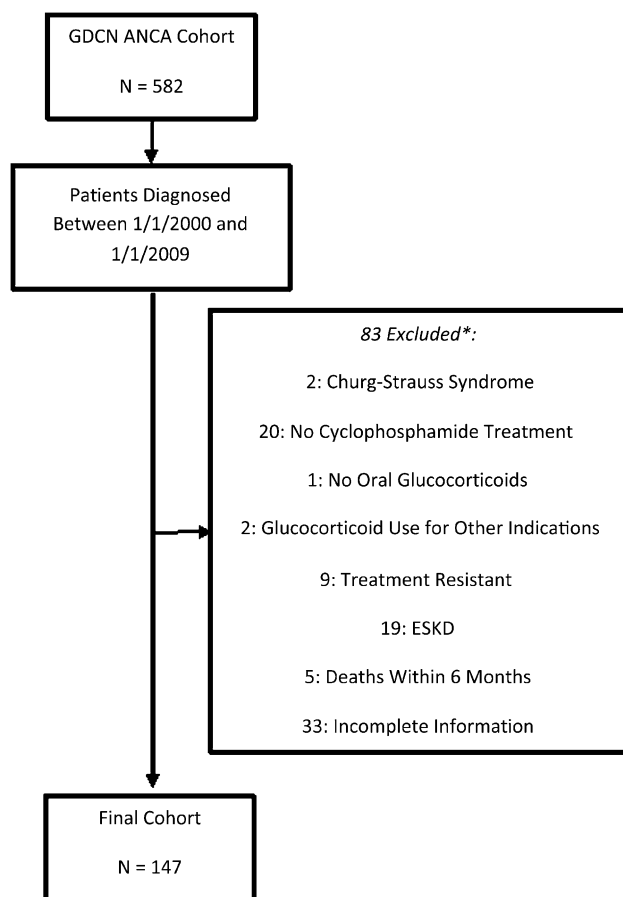 GDCN ANCA Cohort
N = 582
Patients Diagnosed
Between 1/1/2000 and
1/1/2009
83 Excluded*:
2: Churg-Strauss Syndrome
20: No Cyclophosphamide Treatment
1: No Oral Glucocorticoids
2: Glucocorticoid Use for Other Indications
9: Treatment Resistant
19: ESKD
5: Deaths Within 6 Months
33: Incomplete Information
Final Cohort
N = 147